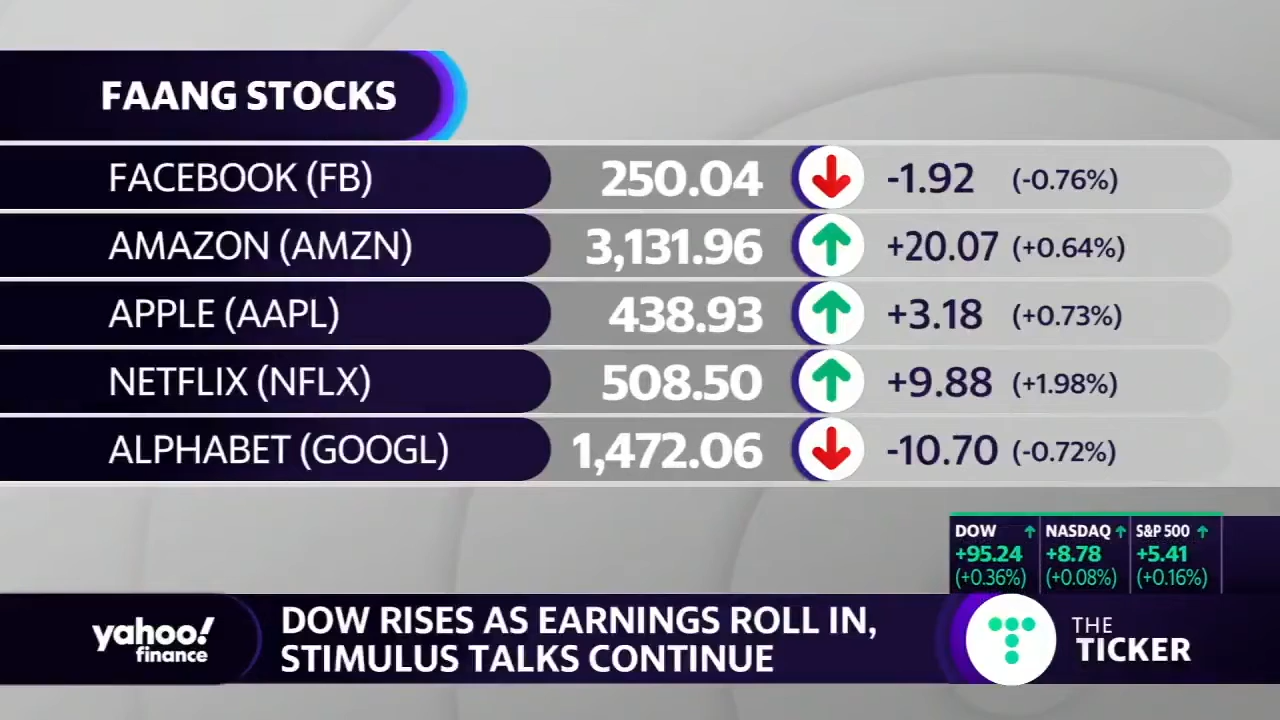 FAANG STOCKS
FACEBOOK (FB) 250.04 -1.92 (-0.76%)
AMAZON (AMZN) 3,131.96 +20.07 (+0.64%)
APPLE (AAPL) 438.93 +3.18 (+0.73%)
NETFLIX (NFLX) 508.50 +9.88 (+1.98%)
ALPHABET (GOOGL) 1,472.06 -10.70 (-0.72%)
DOW NASDAQ S&P 500
+95.24 +8.78 +5.41
(+0.36%) (+0.08%) (+0.16%)
yahoo!
finance
DOW RISES AS EARNINGS ROLL IN,
STIMULUS TALKS CONTINUE
THE
TICKER